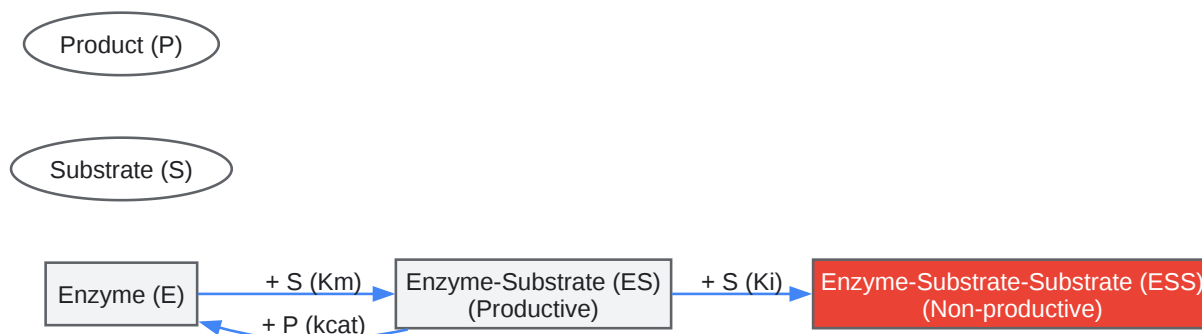 Product (P)
Substrate (S)
Enzyme (E)
+ S (Km)
+ P (kcat)
Enzyme-Substrate (ES)
(Productive)
+ S (Ki)
Enzyme-Substrate-Substrate (ESS)
(Non-productive)